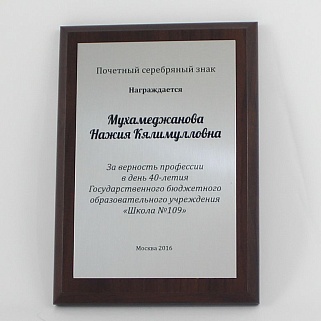 Почетный серебряный знак
Награждается
Мухамеджанова
Нажия Кялимулловна
За верность профессии
в день 40-летия
Государственного бюджетного
образовательного учреждения
«Школа №109»
Москва 2016